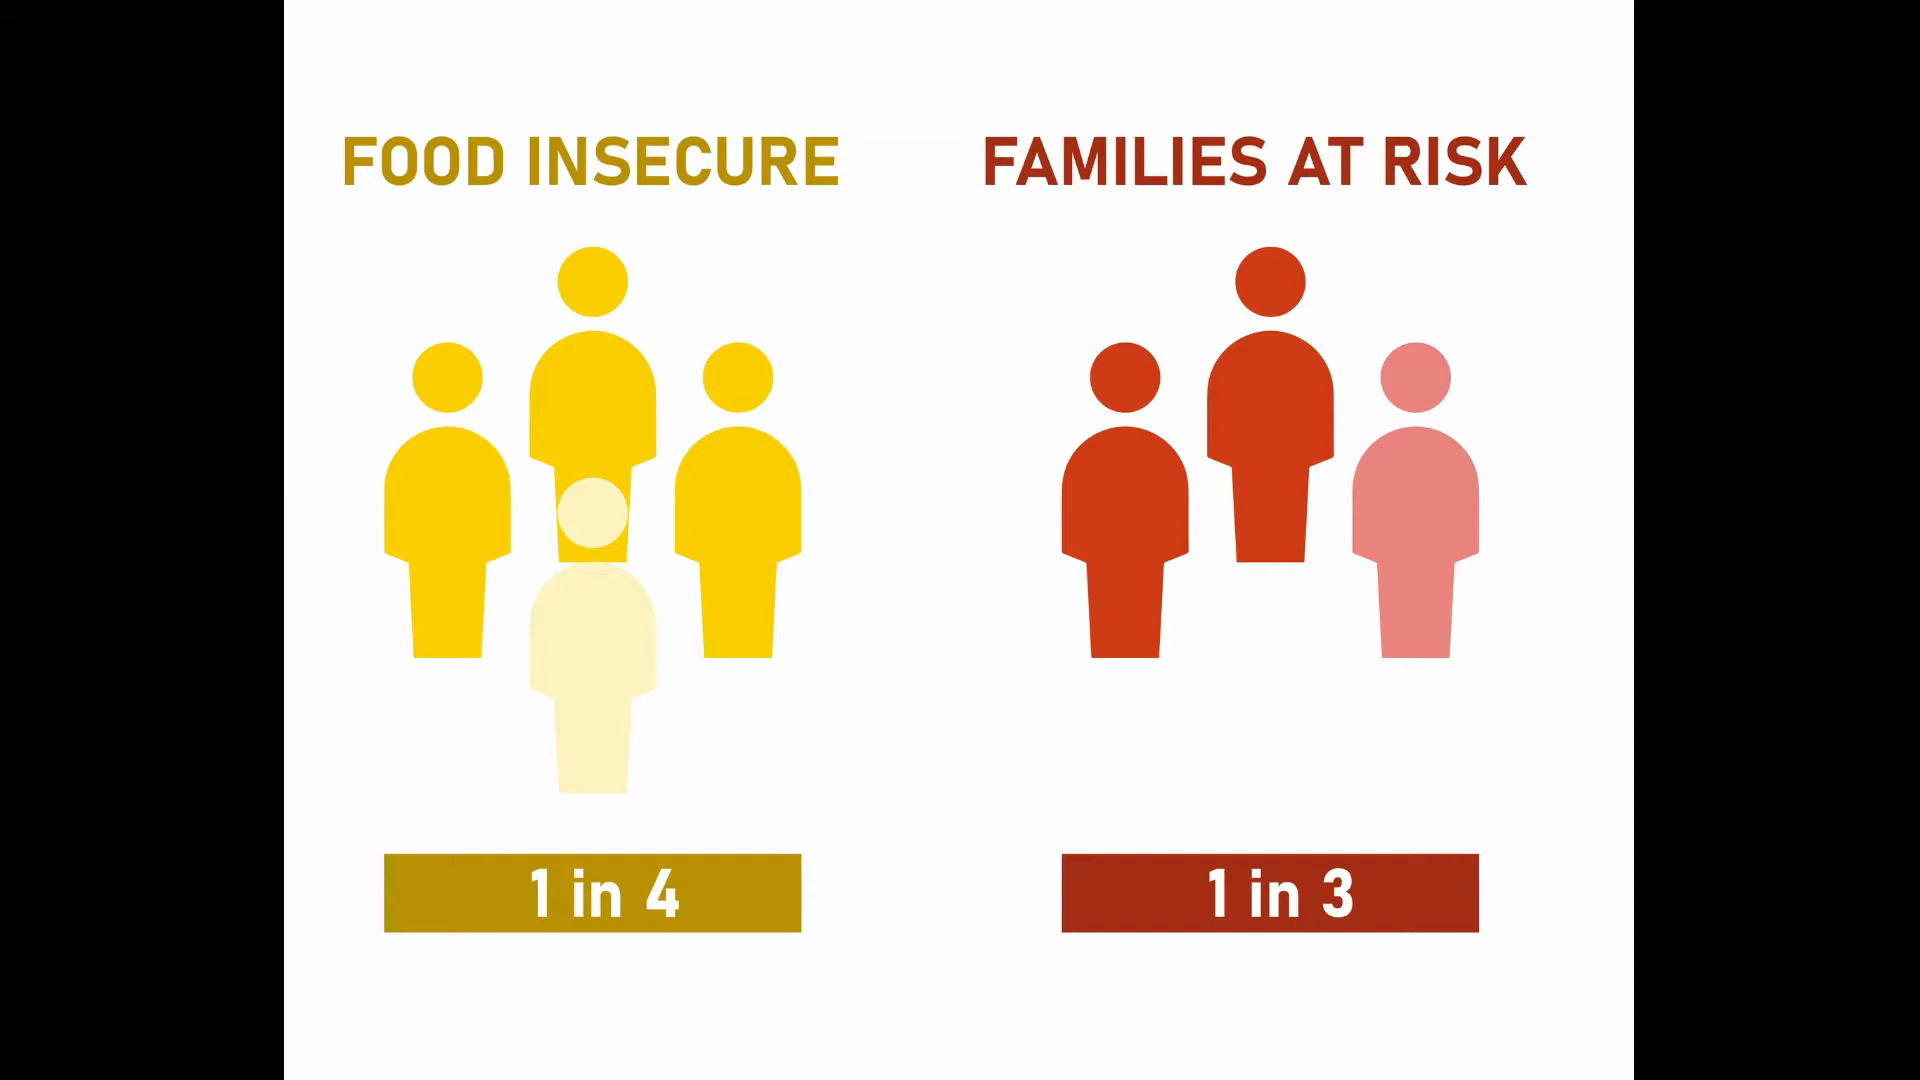 FOOD INSECURE
FAMILIES AT RISK
1 in 4
1 in 3